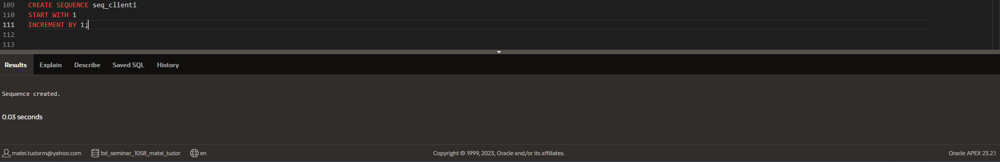 109 CREATE SEQUENCE seq_clienti
110 START WITH 1
111 INCREMENT BY 1;
112
113
Results Explain Describe Saved SQL History
Sequence created.
0.03 seconds
matei.tudorm@yahoo.com bd_seminar_1058_matei_tudor en Copyright © 1999, 2023, Oracle and/or its affiliates. Oracle APEX 23.2.1